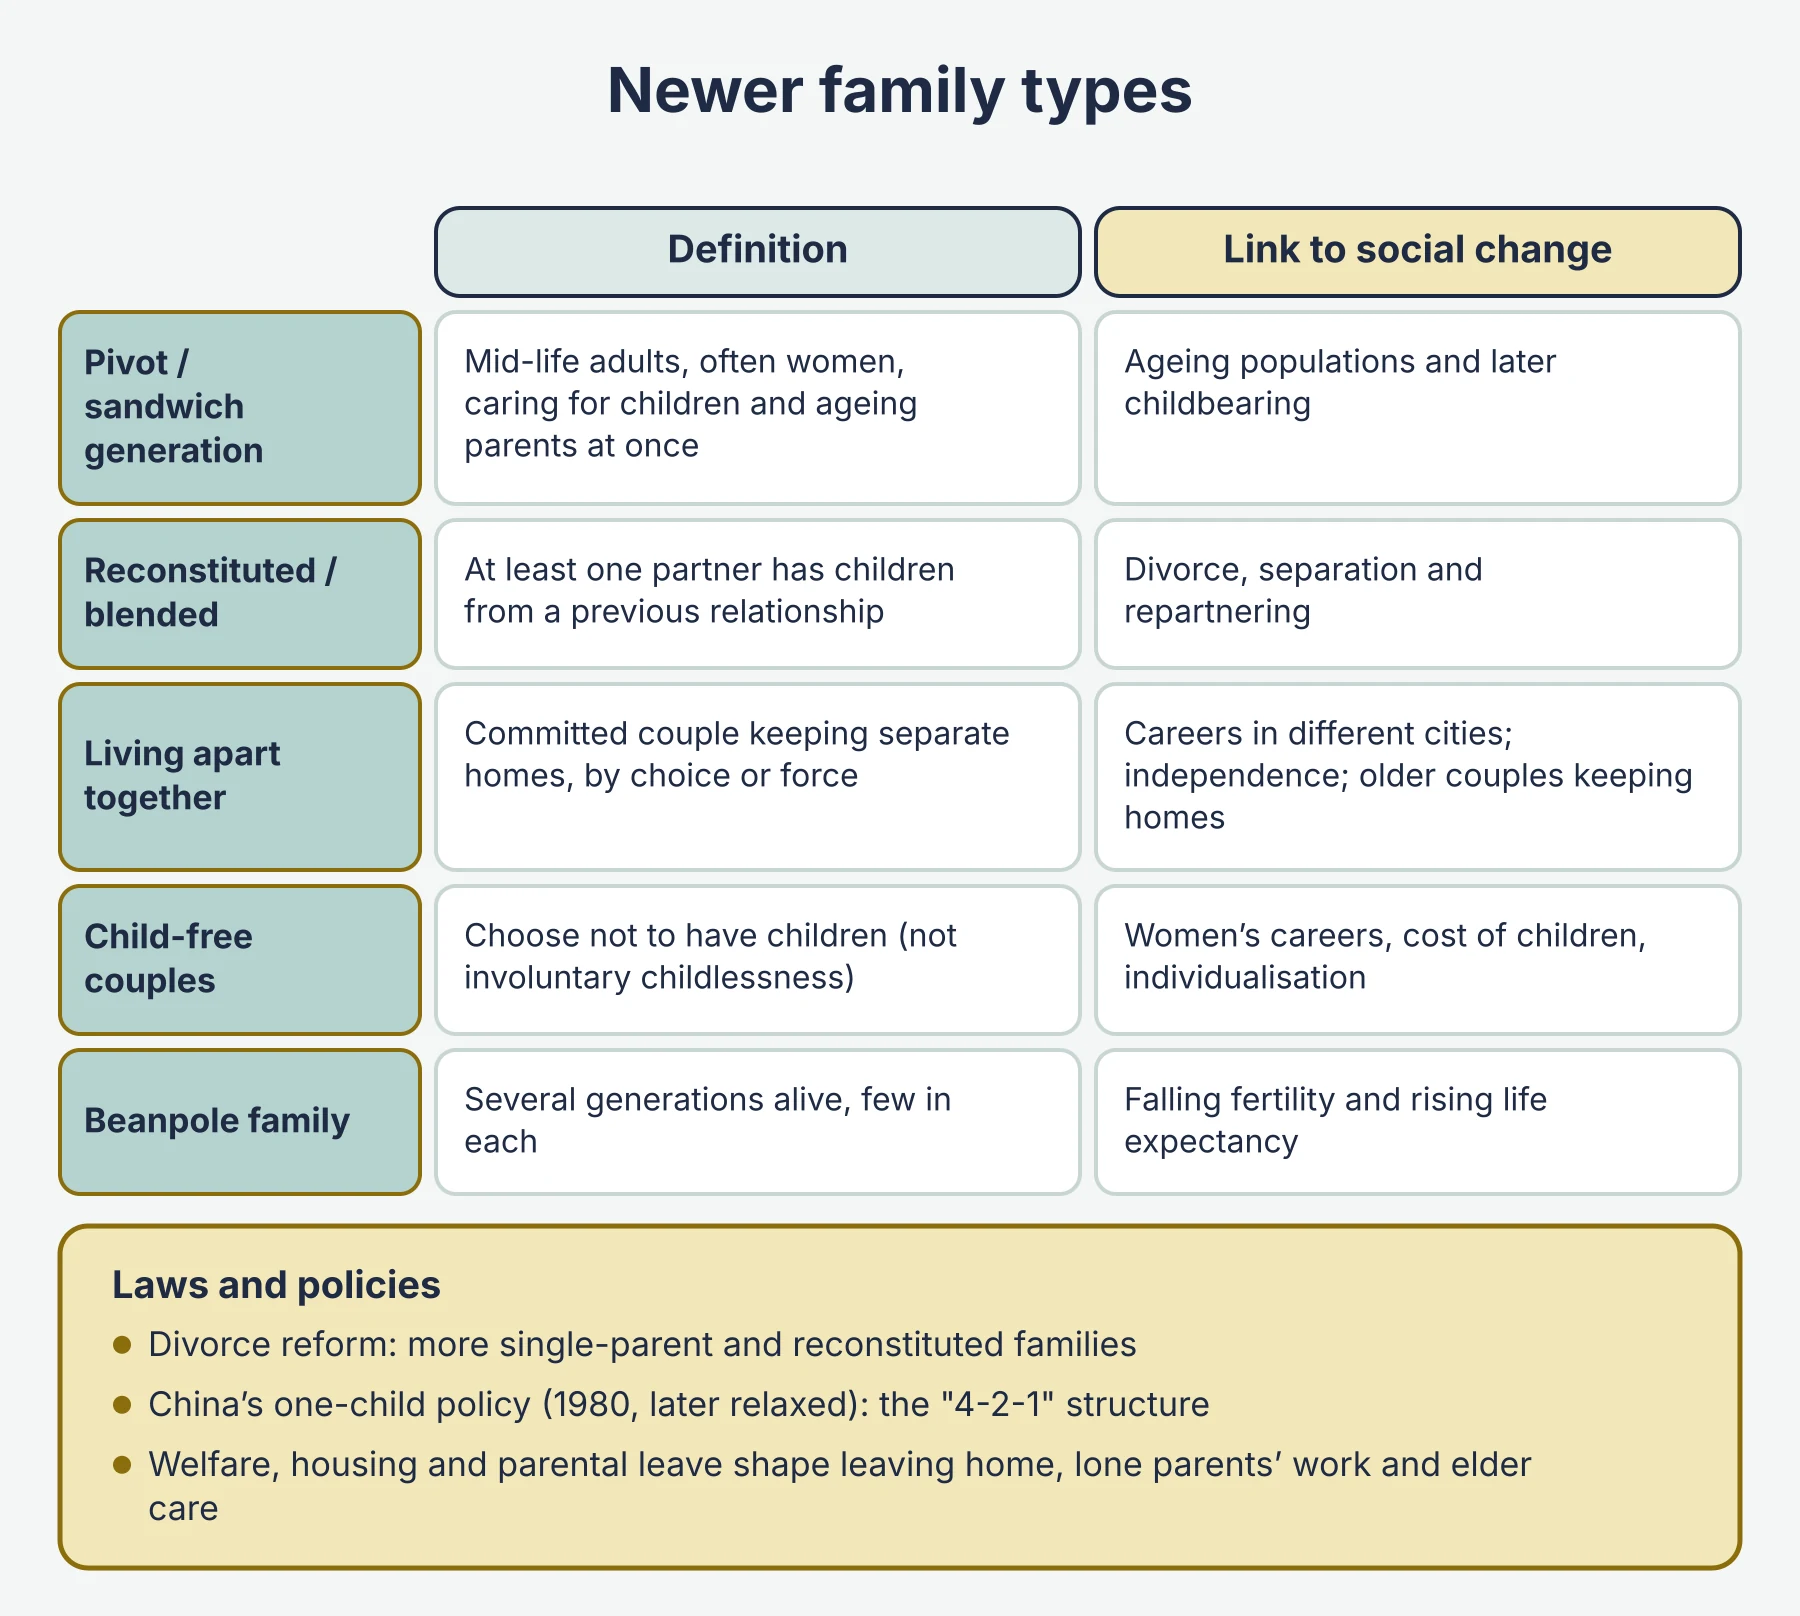 Newer family types
Definition
Link to social change
Pivot /
sandwich
generation
Mid-life adults, often women,
caring for children and ageing
parents at once
Ageing populations and later
childbearing
Reconstituted /
blended
At least one partner has children
from a previous relationship
Divorce, separation and
repartnering
Living apart
together
Committed couple keeping separate
homes, by choice or force
Careers in different cities;
independence; older couples keeping
homes
Child-free
couples
Choose not to have children (not
involuntary childlessness)
Women’s careers, cost of children,
individualisation
Beanpole family
Several generations alive, few in
each
Falling fertility and rising life
expectancy
Laws and policies
● Divorce reform: more single-parent and reconstituted families
● China’s one-child policy (1980, later relaxed): the "4-2-1" structure
● Welfare, housing and parental leave shape leaving home, lone parents’ work and elder
care